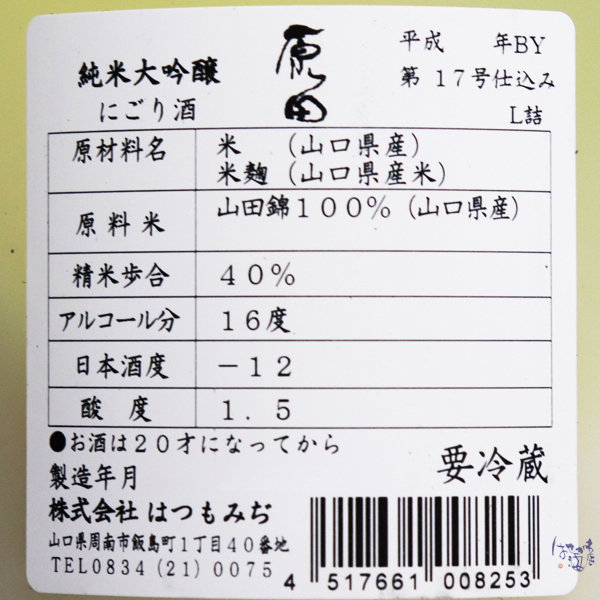 純米大吟醸
にごり酒
原田
平成　　年BY
第 17号仕込み
L詰
原材料名　米　（山口県産）
米麹（山口県産米）
原料米　山田錦100％（山口県産）
精米歩合　40％
アルコール分　16度
日本酒度　－12
酸度　1．5
●お酒は20才になってから
製造年月
要冷蔵
株式会社 はつもみぢ
山口県周南市飯島町1丁目40番地
TEL0834（21）0075
4 517661 008253